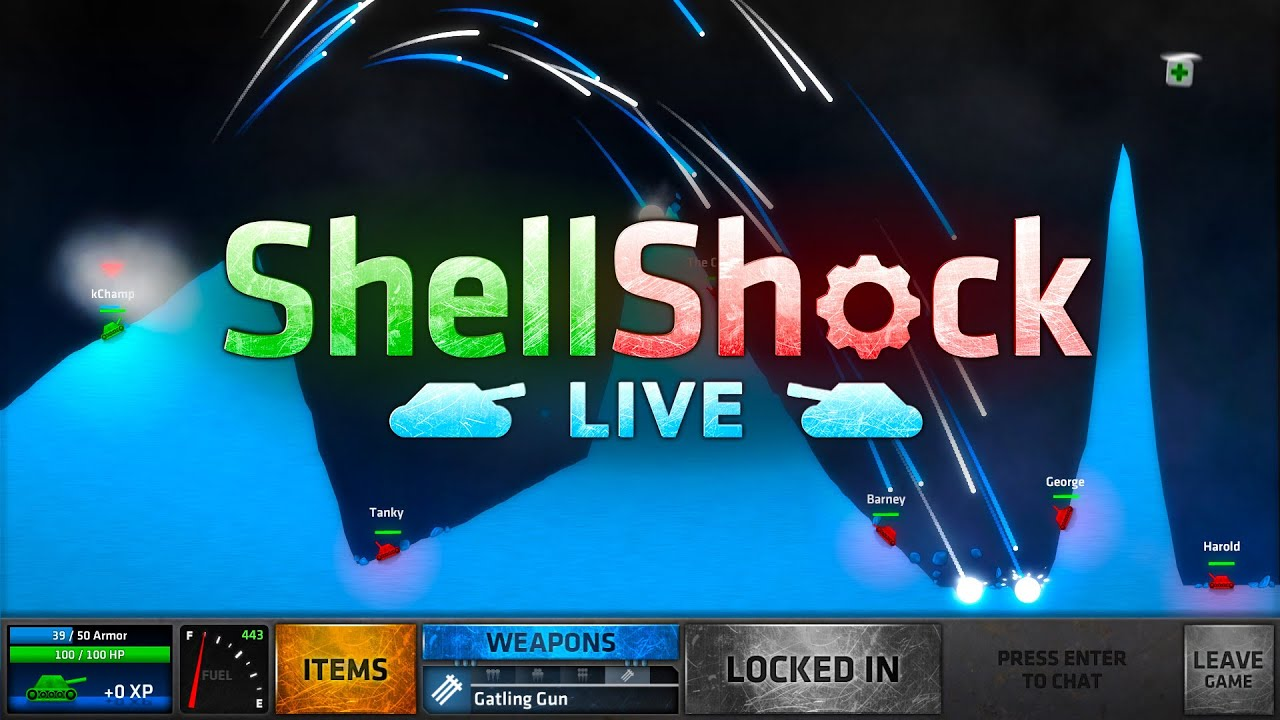 kChamp
The C
ShellShock
LIVE
Tanky
Barney
George
Harold
39 / 50 Armor
100 / 100 HP
+0 XP
F
443
FUEL
E
ITEMS
WEAPONS
Gatling Gun
LOCKED IN
PRESS ENTER
TO CHAT
LEAVE
GAME